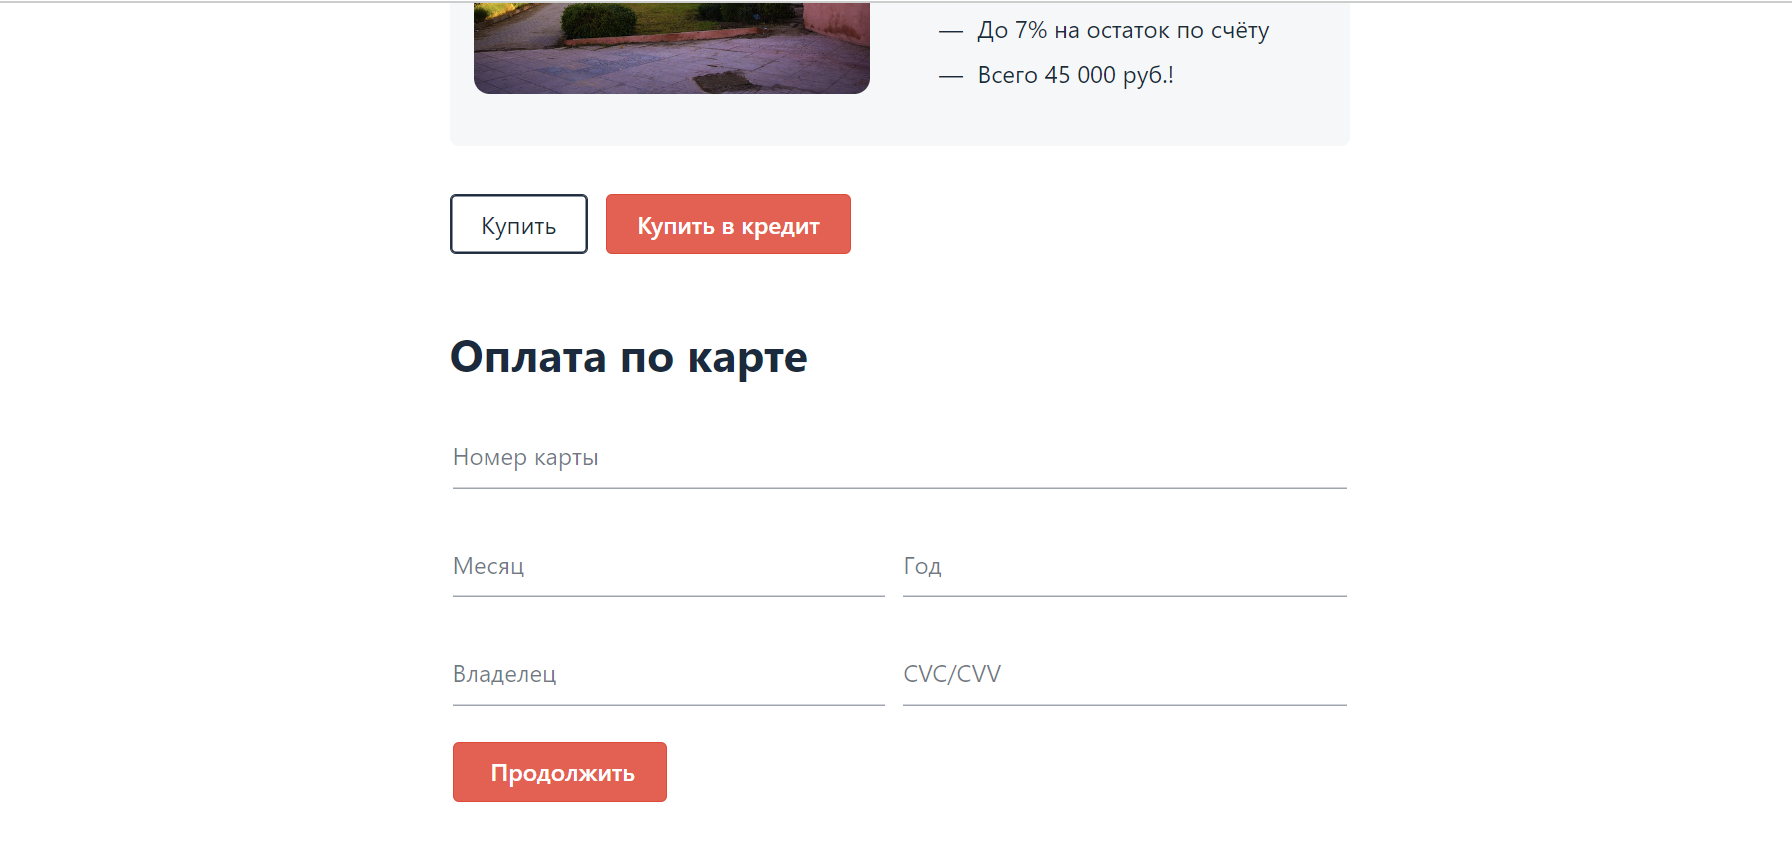 — До 7% на остаток по счёту
— Всего 45 000 руб.!
Купить Купить в кредит
Оплата по карте
Номер карты
Месяц Год
Владелец CVC/CVV
Продолжить